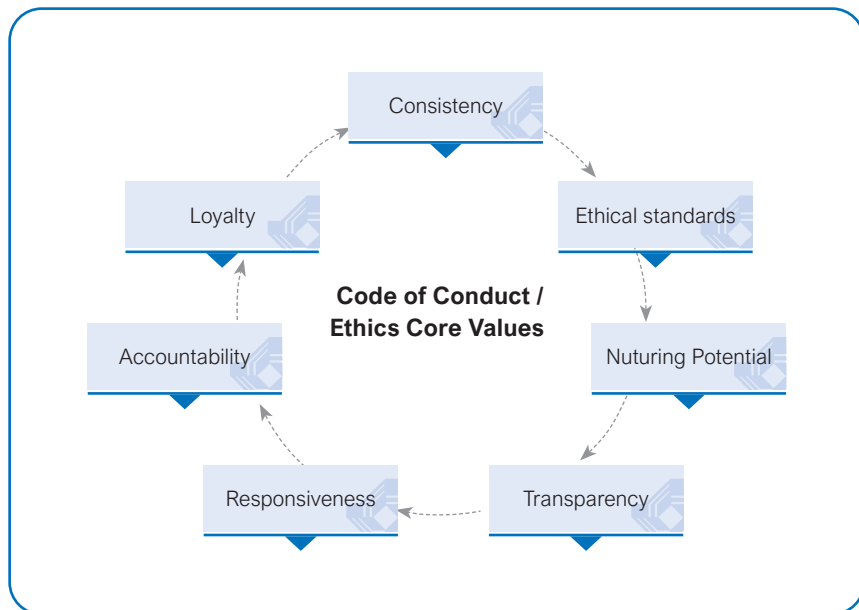 Consistency
Ethical standards
Nuturing Potential
Transparency
Responsiveness
Accountability
Loyalty
Code of Conduct /
Ethics Core Values